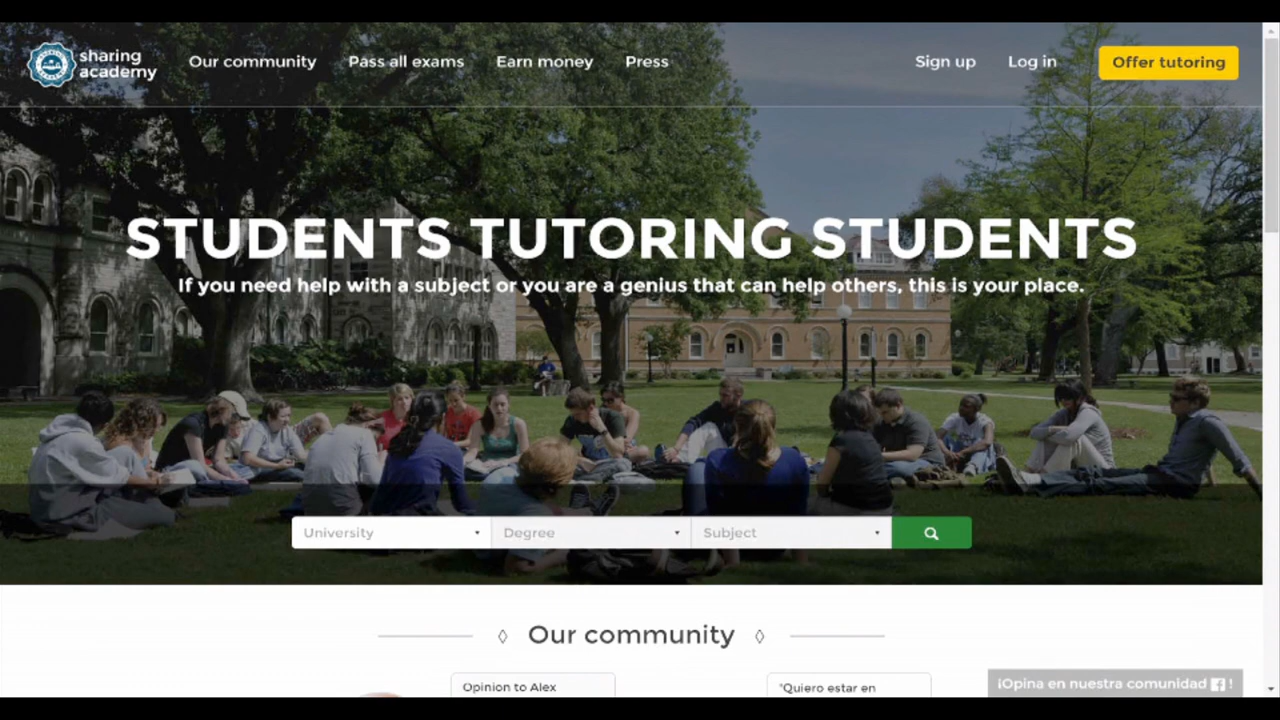 sharing
academy
Our community
Pass all exams
Earn money
Press
Sign up
Log in
Offer tutoring
STUDENTS TUTORING STUDENTS
If you need help with a subject or you are a genius that can help others, this is your place.
University
Degree
Subject
Our community
Opinion to Alex
"Quiero estar en
¡Opina en nuestra comunidad !